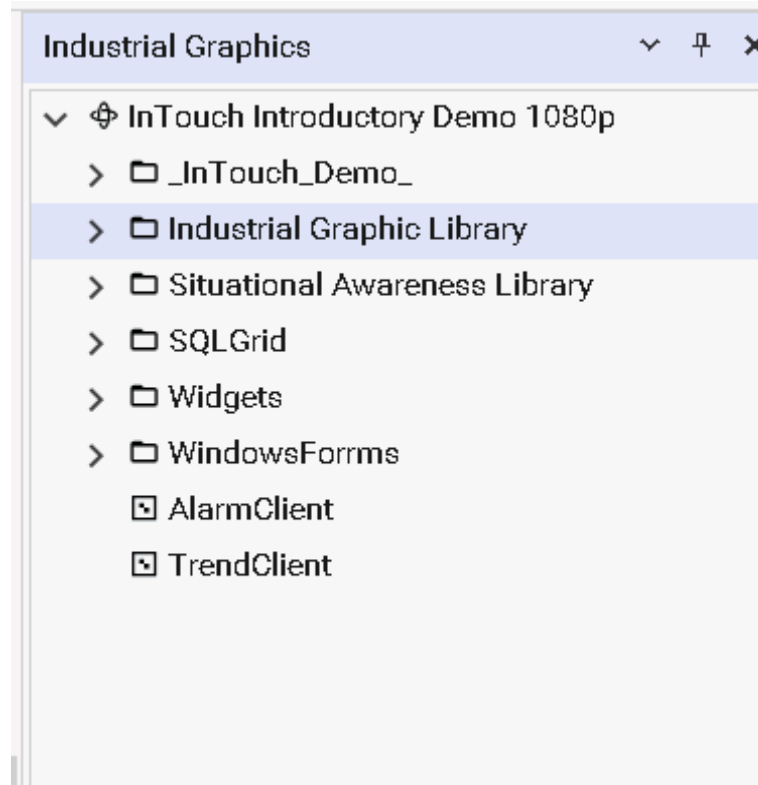 Industrial Graphics
InTouch Introductory Demo 1080p
_InTouch_Demo_
Industrial Graphic Library
Situational Awareness Library
SQLGrid
Widgets
WindowsForrms
AlarmClient
TrendClient